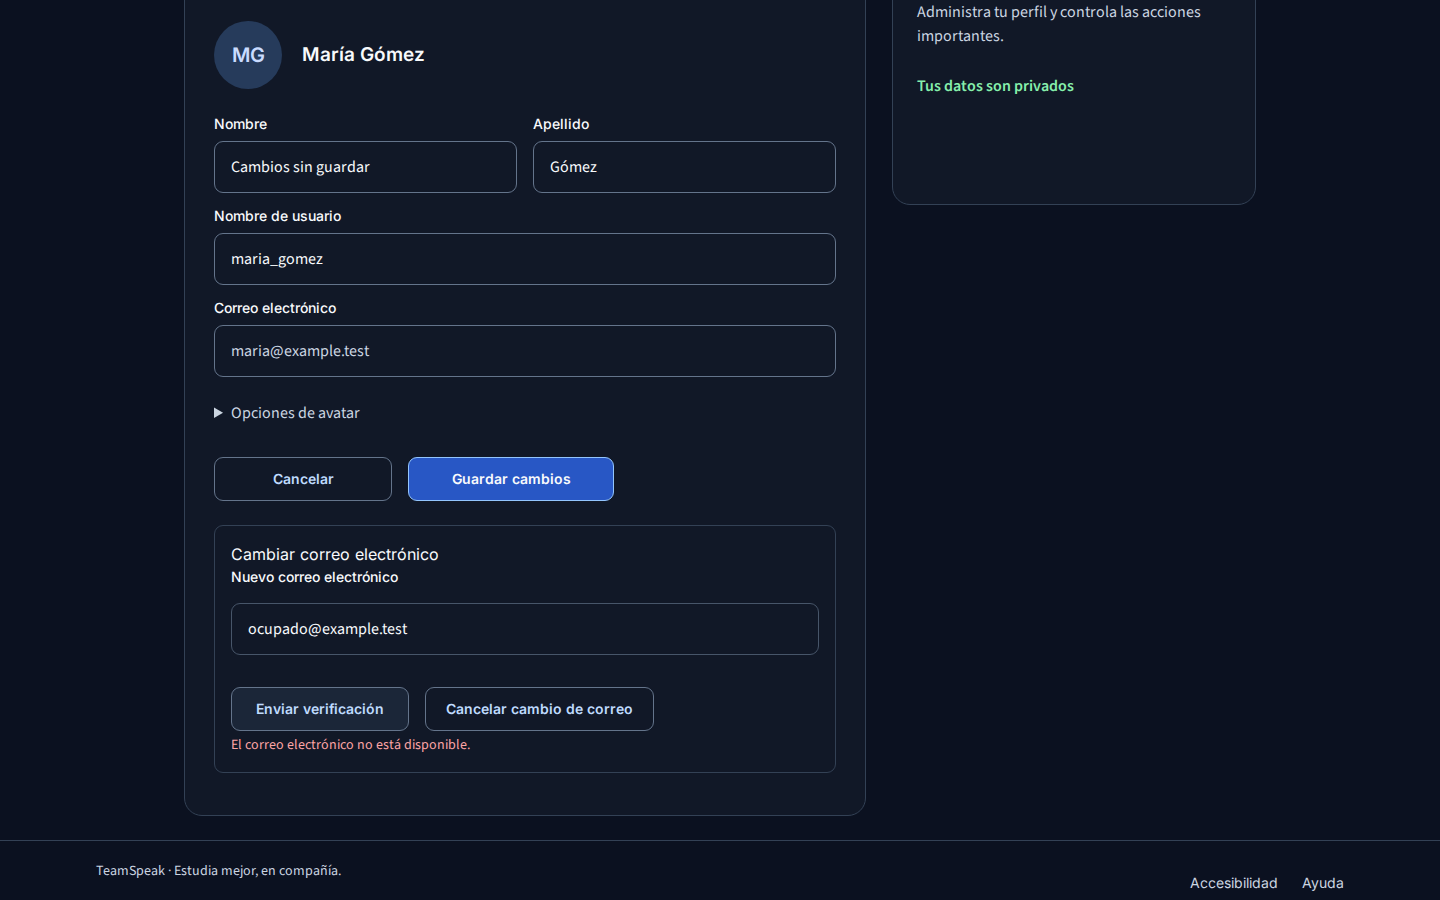 MG
María Gómez
Nombre
Cambios sin guardar
Apellido
Gómez
Nombre de usuario
maria_gomez
Correo electrónico
maria@example.test
Opciones de avatar
Cancelar
Guardar cambios
Cambiar correo electrónico
Nuevo correo electrónico
ocupado@example.test
Enviar verificación
Cancelar cambio de correo
El correo electrónico no está disponible.
Administra tu perfil y controla las acciones
importantes.
Tus datos son privados
TeamSpeak · Estudia mejor, en compañía.
Accesibilidad
Ayuda